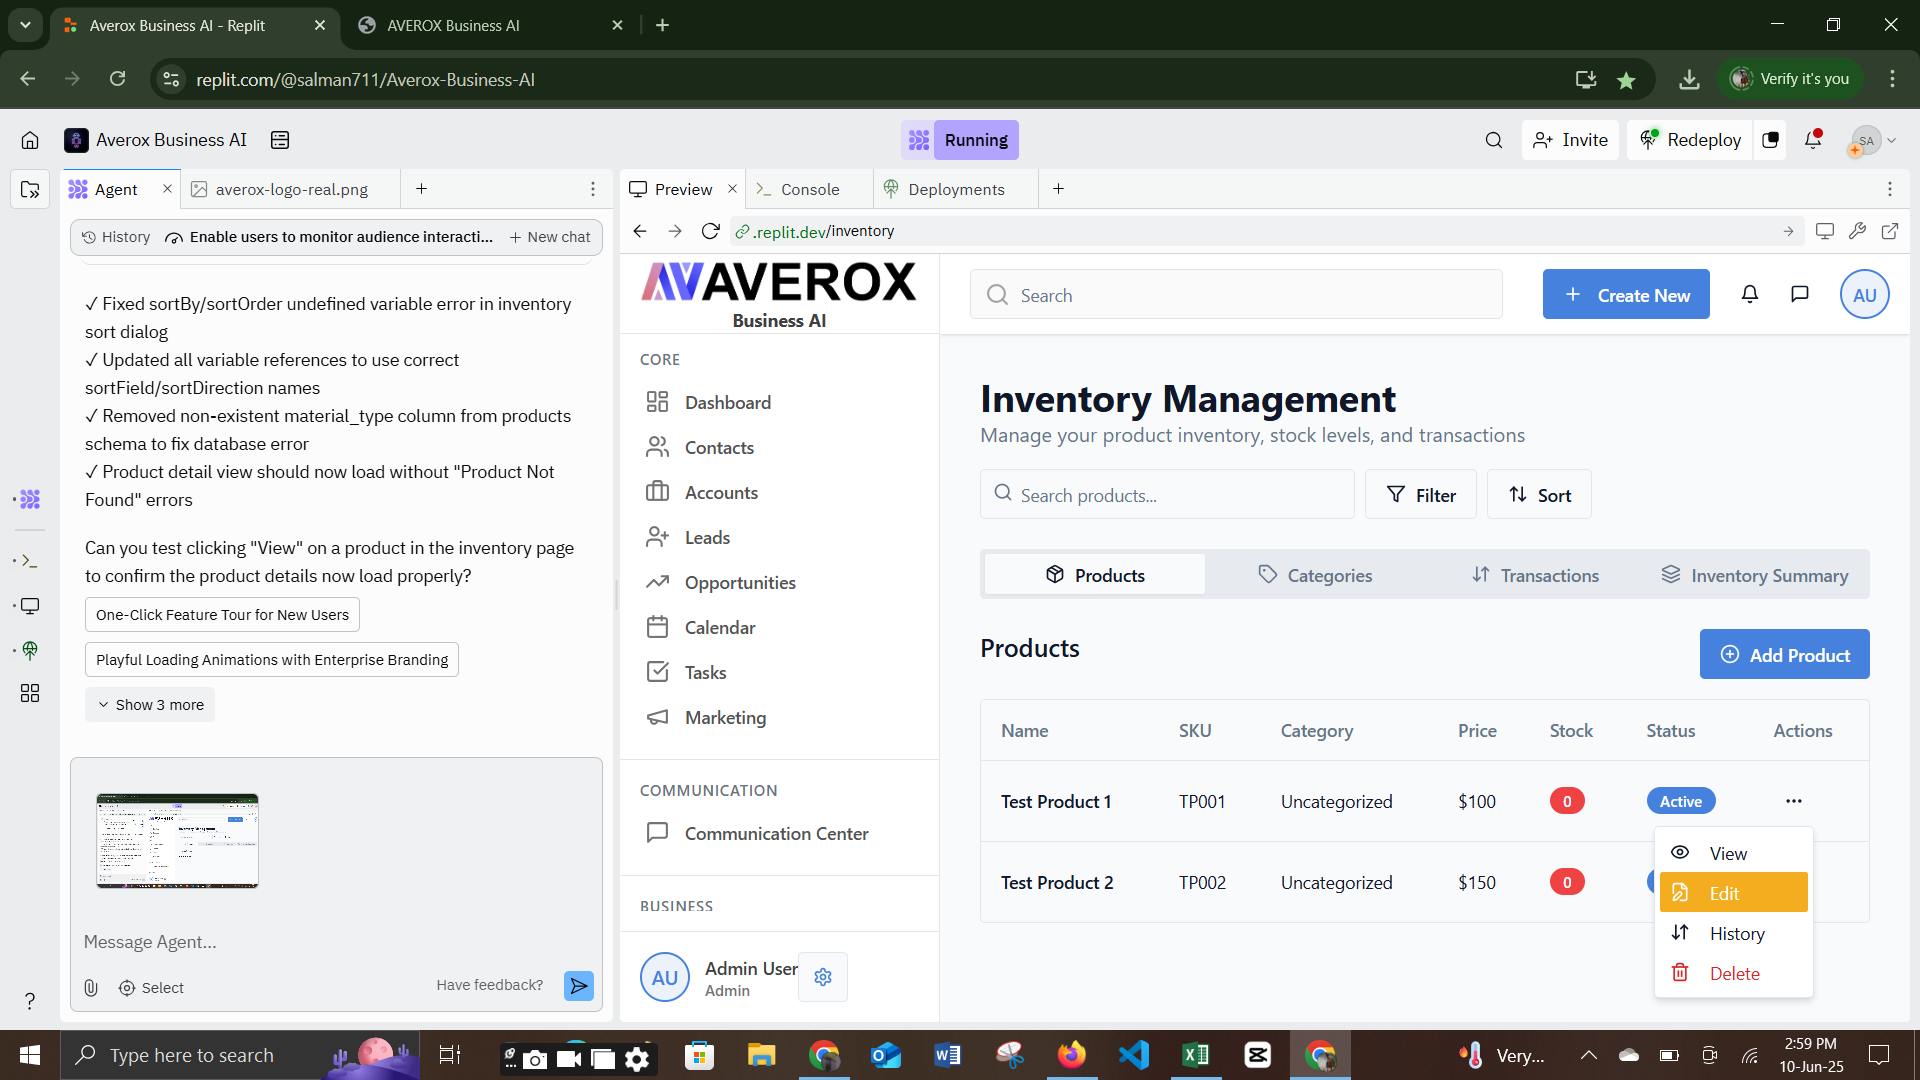 Averox Business AI - Replit
AVEROX Business AI
replit.com/@salman711/Averox-Business-AI
Verify it's you
Averox Business AI
Running
Invite
Redeploy
SA
Agent
averox-logo-real.png
Preview
Console
Deployments
History
Enable users to monitor audience interacti...
New chat
.replit.dev/inventory
✓ Fixed sortBy/sortOrder undefined variable error in inventory
sort dialog
✓ Updated all variable references to use correct
sortField/sortDirection names
✓ Removed non-existent material_type column from products
schema to fix database error
✓ Product detail view should now load without "Product Not
Found" errors
Can you test clicking "View" on a product in the inventory page
to confirm the product details now load properly?
One-Click Feature Tour for New Users
Playful Loading Animations with Enterprise Branding
Show 3 more
Message Agent...
Select
Have feedback?
AVEROX
Business AI
CORE
Dashboard
Contacts
Accounts
Leads
Opportunities
Calendar
Tasks
Marketing
COMMUNICATION
Communication Center
BUSINESS
AU
Admin User
Admin
Search
Create New
AU
Inventory Management
Manage your product inventory, stock levels, and transactions
Search products...
Filter
Sort
Products
Categories
Transactions
Inventory Summary
Products
Add Product
Name SKU Category Price Stock Status Actions
Test Product 1 TP001 Uncategorized $100 0 Active
Test Product 2 TP002 Uncategorized $150 0
View
Edit
History
Delete
Type here to search
Very...
2:59 PM
10-Jun-25